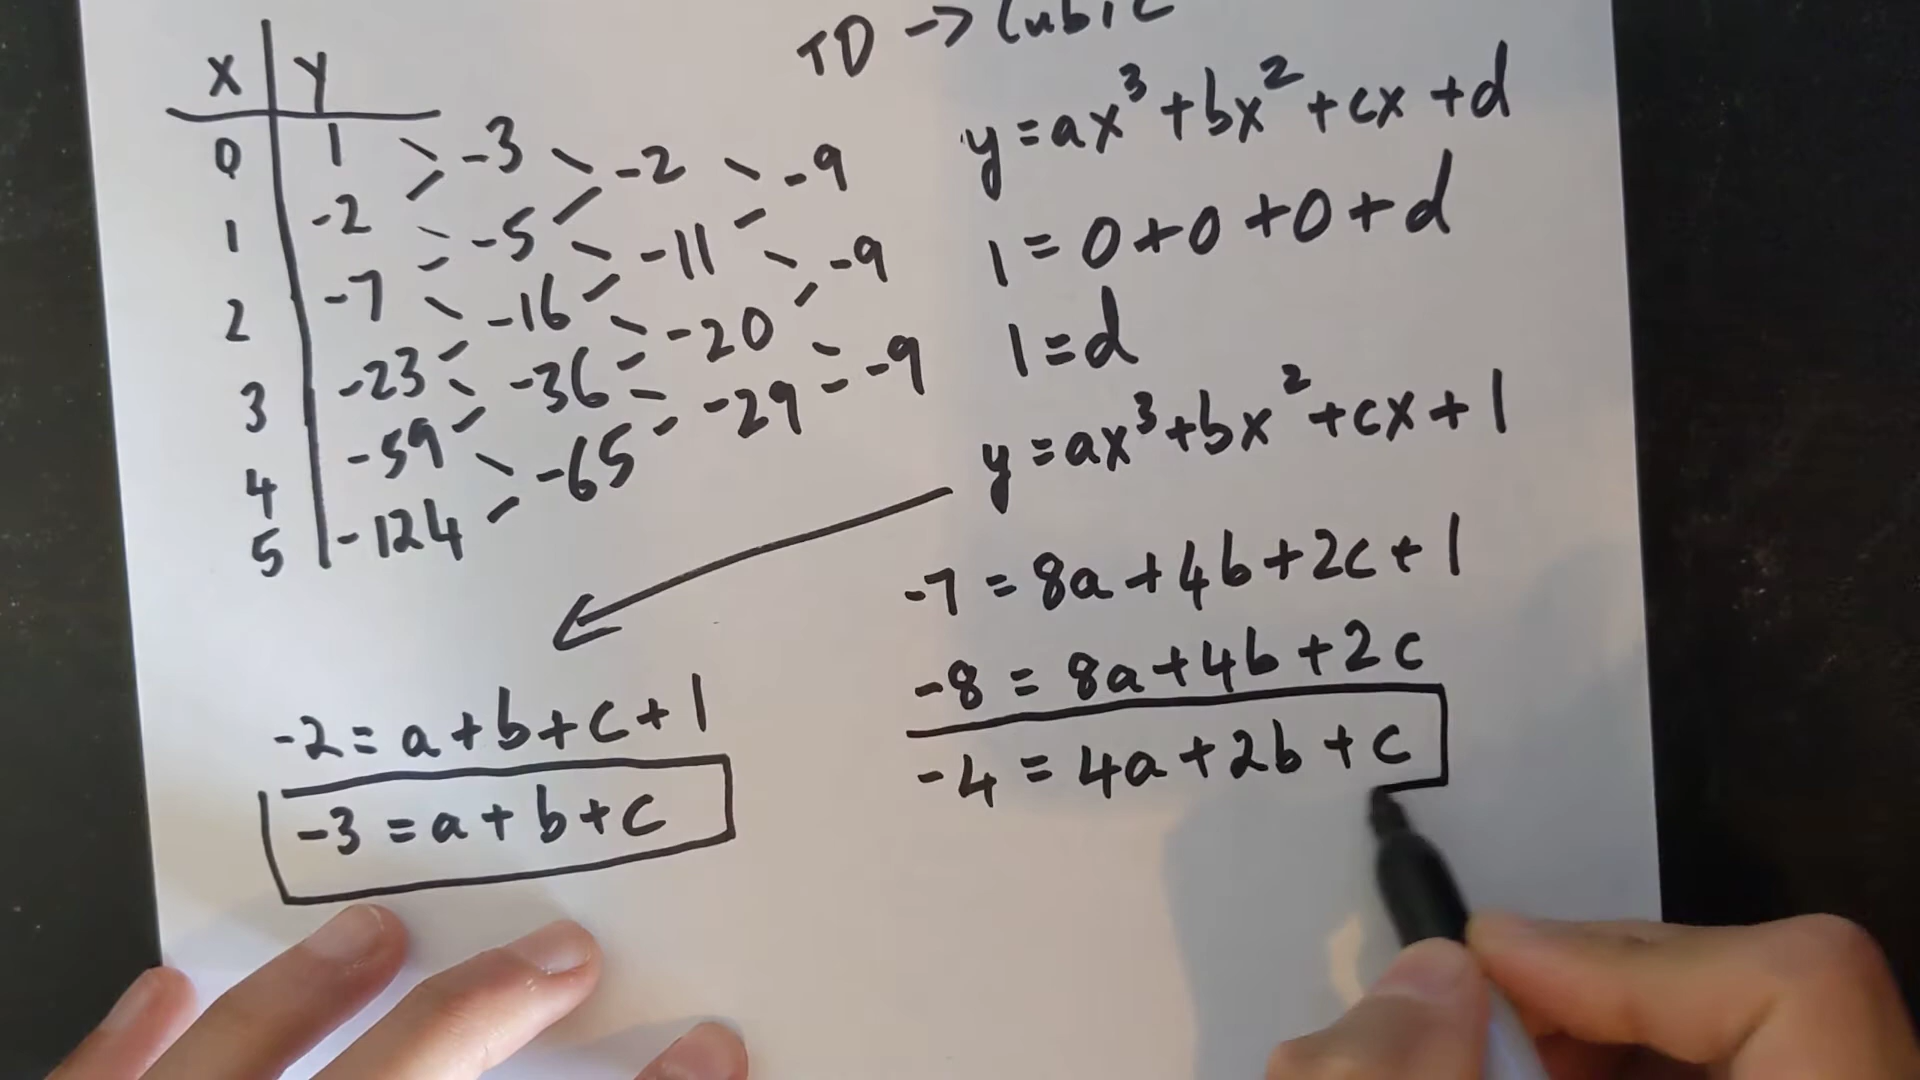 TD -> Cubic
X Y
0 1 -3 -2 -9
1 -2 -5 -11 -9
2 -7 -16 -20 -9
3 -23 -36 -29
4 -59 -65
5 -124
y=ax³+bx²+cx+d
1=0+0+0+d
1=d
y=ax³+bx²+cx+1
-2=a+b+c+1
-3=a+b+c
-7=8a+4b+2c+1
-8=8a+4b+2c
-4=4a+2b+c